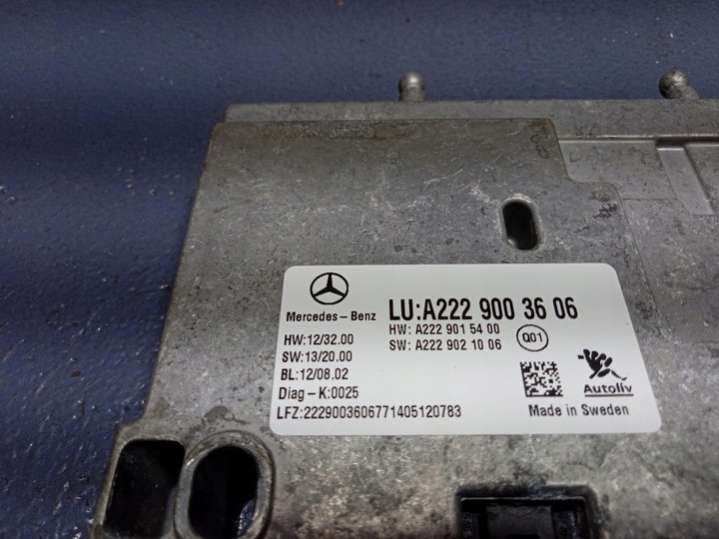 Mercedes-Benz
LU:A222 900 36 06
HW: A222 901 54 00
SW: A222 902 10 06
Q01
HW:12/32.00
SW:13/20.00
BL:12/08.02
Diag-K:0025
LFZ:2229003606771405120783
Autoliv
Made in Sweden